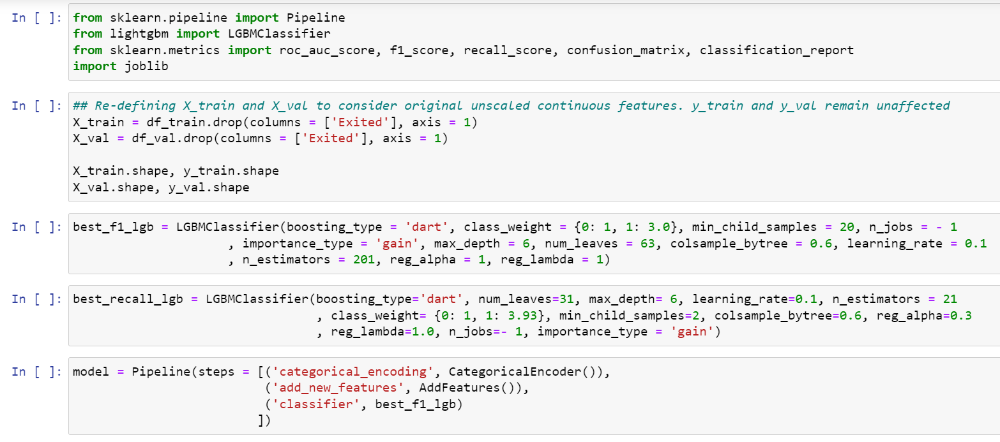 In [ ]: from sklearn.pipeline import Pipeline
from lightgbm import LGBMClassifier
from sklearn.metrics import roc_auc_score, f1_score, recall_score, confusion_matrix, classification_report
import joblib
In [ ]: ## Re-defining X_train and X_val to consider original unscaled continuous features. y_train and y_val remain unaffected
X_train = df_train.drop(columns = ['Exited'], axis = 1)
X_val = df_val.drop(columns = ['Exited'], axis = 1)
X_train.shape, y_train.shape
X_val.shape, y_val.shape
In [ ]: best_f1_lgb = LGBMClassifier(boosting_type = 'dart', class_weight = {0: 1, 1: 3.0}, min_child_samples = 20, n_jobs = - 1
, importance_type = 'gain', max_depth = 6, num_leaves = 63, colsample_bytree = 0.6, learning_rate = 0.1
, n_estimators = 201, reg_alpha = 1, reg_lambda = 1)
In [ ]: best_recall_lgb = LGBMClassifier(boosting_type='dart', num_leaves=31, max_depth= 6, learning_rate=0.1, n_estimators = 21
, class_weight= {0: 1, 1: 3.93}, min_child_samples=2, colsample_bytree=0.6, reg_alpha=0.3
, reg_lambda=1.0, n_jobs=- 1, importance_type = 'gain')
In [ ]: model = Pipeline(steps = [('categorical_encoding', CategoricalEncoder()),
('add_new_features', AddFeatures()),
('classifier', best_f1_lgb)
])